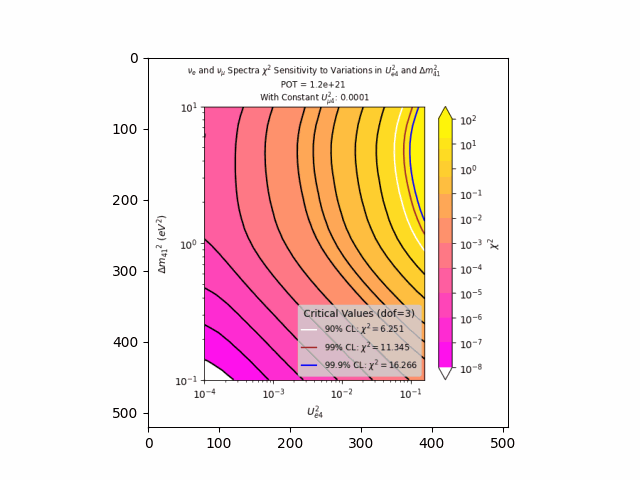 νₑ and νμ Spectra χ² Sensitivity to Variations in U²ₑ₄ and Δm²₄₁
POT = 1.2e+21
With Constant U²μ₄: 0.0001
0
100
200
300
400
500
Δm₄₁² (eV²)
10¹
10⁰
10⁻¹
Critical Values (dof=3)
90% CL: χ² = 6.251
99% CL: χ² = 11.345
99.9% CL: χ² = 16.266
10⁻⁴ 10⁻³ 10⁻² 10⁻¹
U²ₑ₄
10²
10¹
10⁰
10⁻¹
10⁻²
10⁻³
10⁻⁴
10⁻⁵
10⁻⁶
10⁻⁷
10⁻⁸
χ²
0 100 200 300 400 500